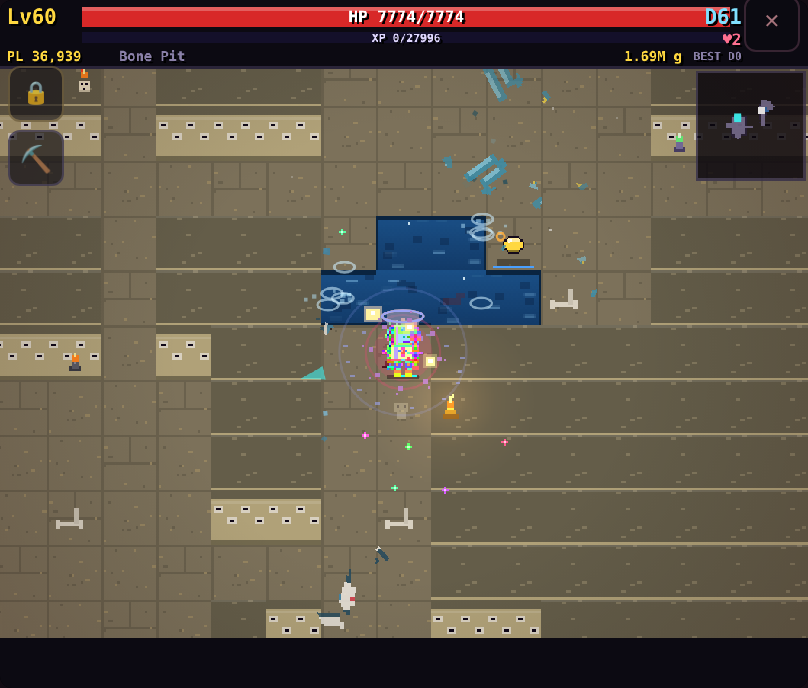 Lv60
HP 7774/7774
D61
XP 0/27996
♥2
PL 36,939
Bone Pit
1.69M g
BEST D0
×